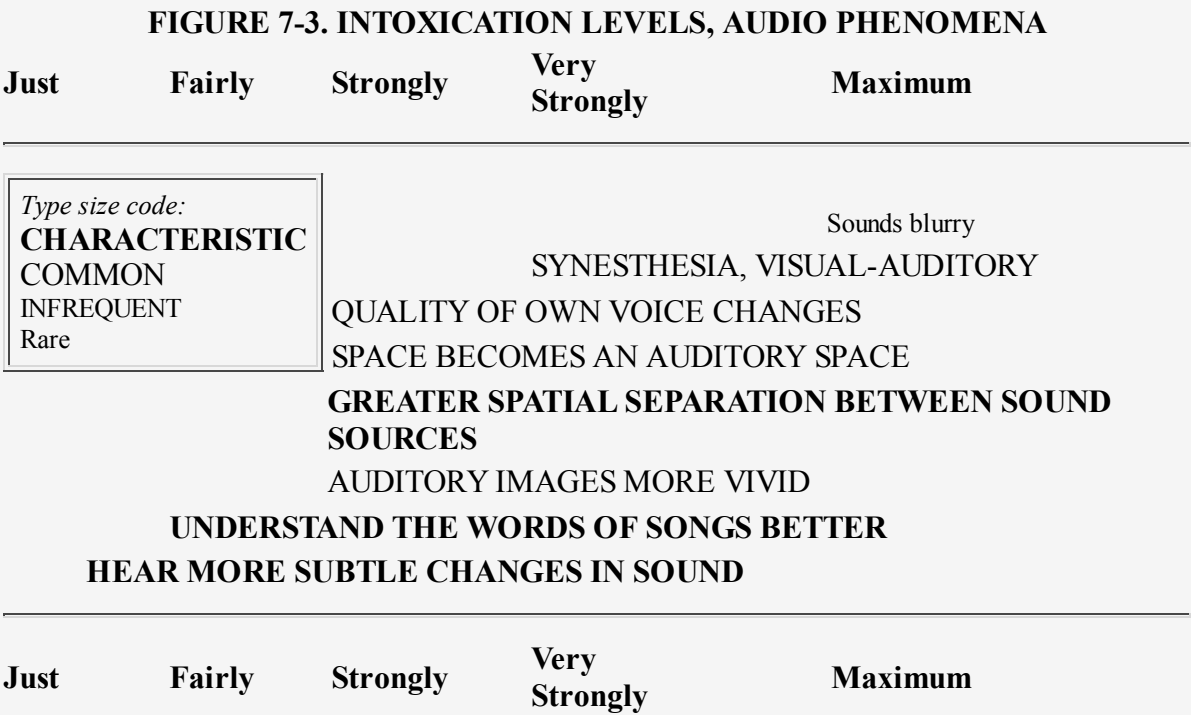 FIGURE 7-3. INTOXICATION LEVELS, AUDIO PHENOMENA
Just Fairly Strongly Very Strongly Maximum
Type size code:
CHARACTERISTIC
COMMON
INFREQUENT
Rare
Sounds blurry
SYNESTHESIA, VISUAL-AUDITORY
QUALITY OF OWN VOICE CHANGES
SPACE BECOMES AN AUDITORY SPACE
GREATER SPATIAL SEPARATION BETWEEN SOUND
SOURCES
AUDITORY IMAGES MORE VIVID
UNDERSTAND THE WORDS OF SONGS BETTER
HEAR MORE SUBTLE CHANGES IN SOUND
Just Fairly Strongly Very Strongly Maximum